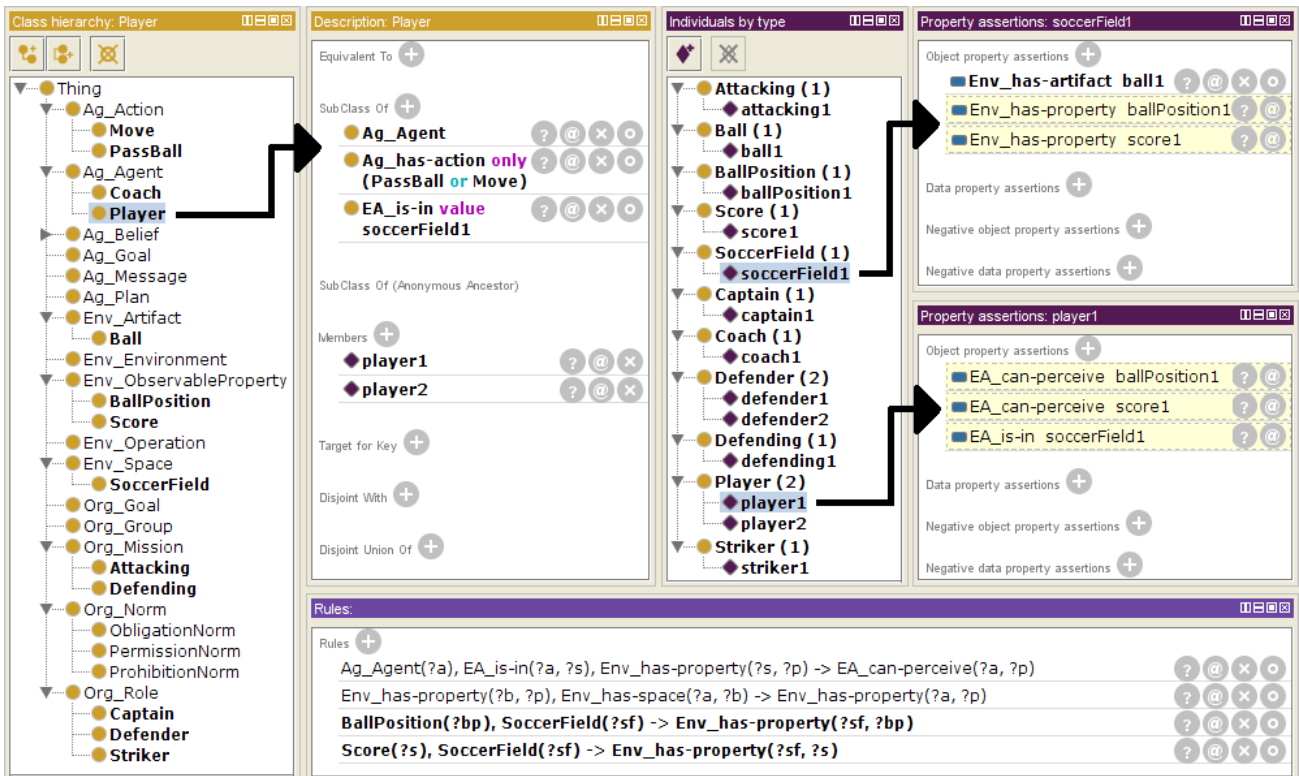 Class hierarchy: Player
Thing
Ag_Action
Move
PassBall
Ag_Agent
Coach
Player
Ag_Belief
Ag_Goal
Ag_Message
Ag_Plan
Env_Artifact
Ball
Env_Environment
Env_ObservableProperty
BallPosition
Score
Env_Operation
Env_Space
SoccerField
Org_Goal
Org_Group
Org_Mission
Attacking
Defending
Org_Norm
ObligationNorm
PermissionNorm
ProhibitionNorm
Org_Role
Captain
Defender
Striker
Description: Player
Equivalent To
SubClass Of
Ag_Agent
Ag_has-action only
(PassBall or Move)
EA_is-in value
soccerField1
SubClass Of (Anonymous Ancestor)
Members
player1
player2
Target for Key
Disjoint With
Disjoint Union Of
Individuals by type
Attacking (1)
attacking1
Ball (1)
ball1
BallPosition (1)
ballPosition1
Score (1)
score1
SoccerField (1)
soccerField1
Captain (1)
captain1
Coach (1)
coach1
Defender (2)
defender1
defender2
Defending (1)
defending1
Player (2)
player1
player2
Striker (1)
striker1
Property assertions: soccerField1
Object property assertions
Env_has-artifact ball1
Env_has-property ballPosition1
Env_has-property score1
Data property assertions
Negative object property assertions
Negative data property assertions
Property assertions: player1
Object property assertions
EA_can-perceive ballPosition1
EA_can-perceive score1
EA_is-in soccerField1
Data property assertions
Negative object property assertions
Negative data property assertions
Rules:
Rules
Ag_Agent(?a), EA_is-in(?a, ?s), Env_has-property(?s, ?p) -> EA_can-perceive(?a, ?p)
Env_has-property(?b, ?p), Env_has-space(?a, ?b) -> Env_has-property(?a, ?p)
BallPosition(?bp), SoccerField(?sf) -> Env_has-property(?sf, ?bp)
Score(?s), SoccerField(?sf) -> Env_has-property(?sf, ?s)